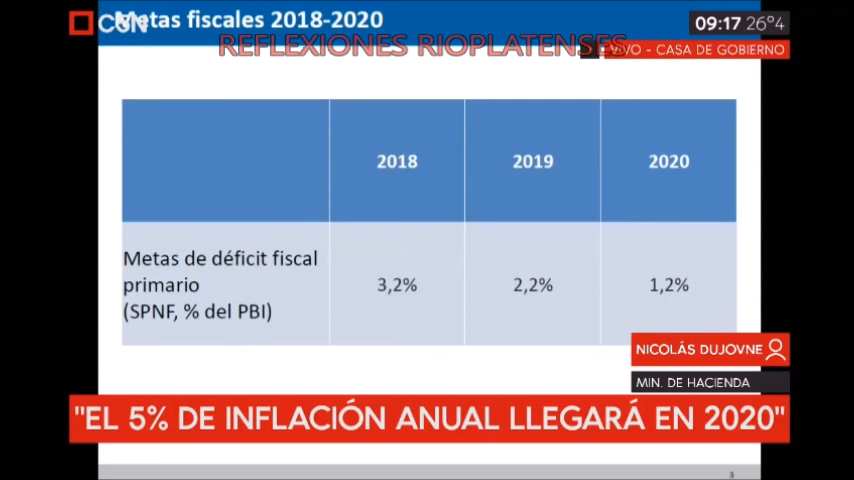 Metas fiscales 2018-2020
C5N
09:17 26°4
REFLEXIONES RIOPLATENSES
VIVO - CASA DE GOBIERNO
2018 2019 2020
Metas de déficit fiscal
primario
(SPNF, % del PBI)
3,2% 2,2% 1,2%
NICOLÁS DUJOVNE
MIN. DE HACIENDA
"EL 5% DE INFLACIÓN ANUAL LLEGARÁ EN 2020"
3